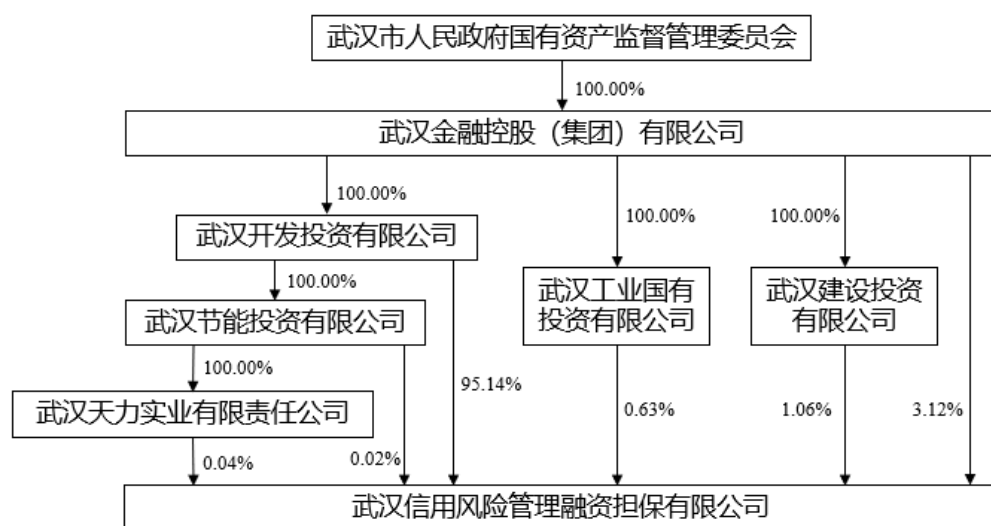 武汉市人民政府国有资产监督管理委员会
100.00%
武汉金融控股（集团）有限公司
100.00%
100.00%
100.00%
武汉开发投资有限公司
100.00%
武汉工业国有
投资有限公司
武汉建设投资
有限公司
武汉节能投资有限公司
100.00%
95.14%
武汉天力实业有限责任公司
0.63%
1.06%
3.12%
0.04%
0.02%
武汉信用风险管理融资担保有限公司